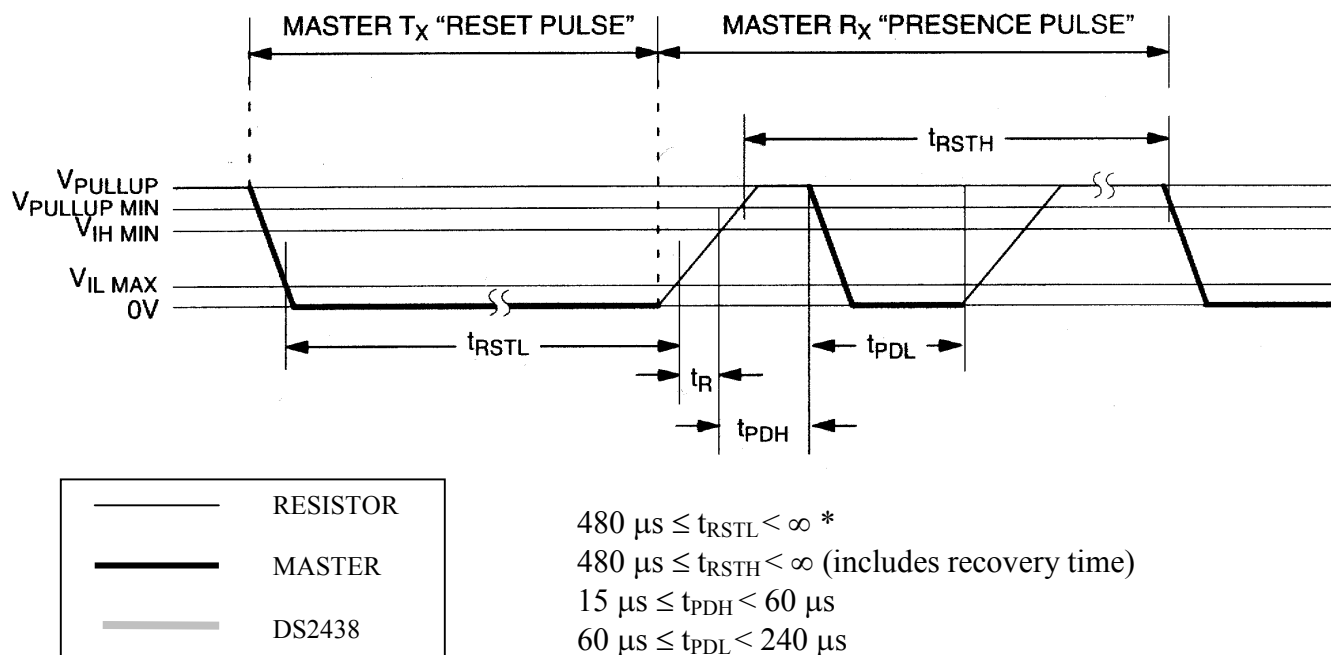 MASTER TX “RESET PULSE”
MASTER RX “PRESENCE PULSE”
tRSTH
VPULLUP
VPULLUP MIN
VIH MIN
VIL MAX
0V
tRSTL
tPDL
tR
tPDH
RESISTOR
MASTER
DS2438
480 μs ≤ tRSTL < ∞ *
480 μs ≤ tRSTH < ∞ (includes recovery time)
15 μs ≤ tPDH < 60 μs
60 μs ≤ tPDL < 240 μs